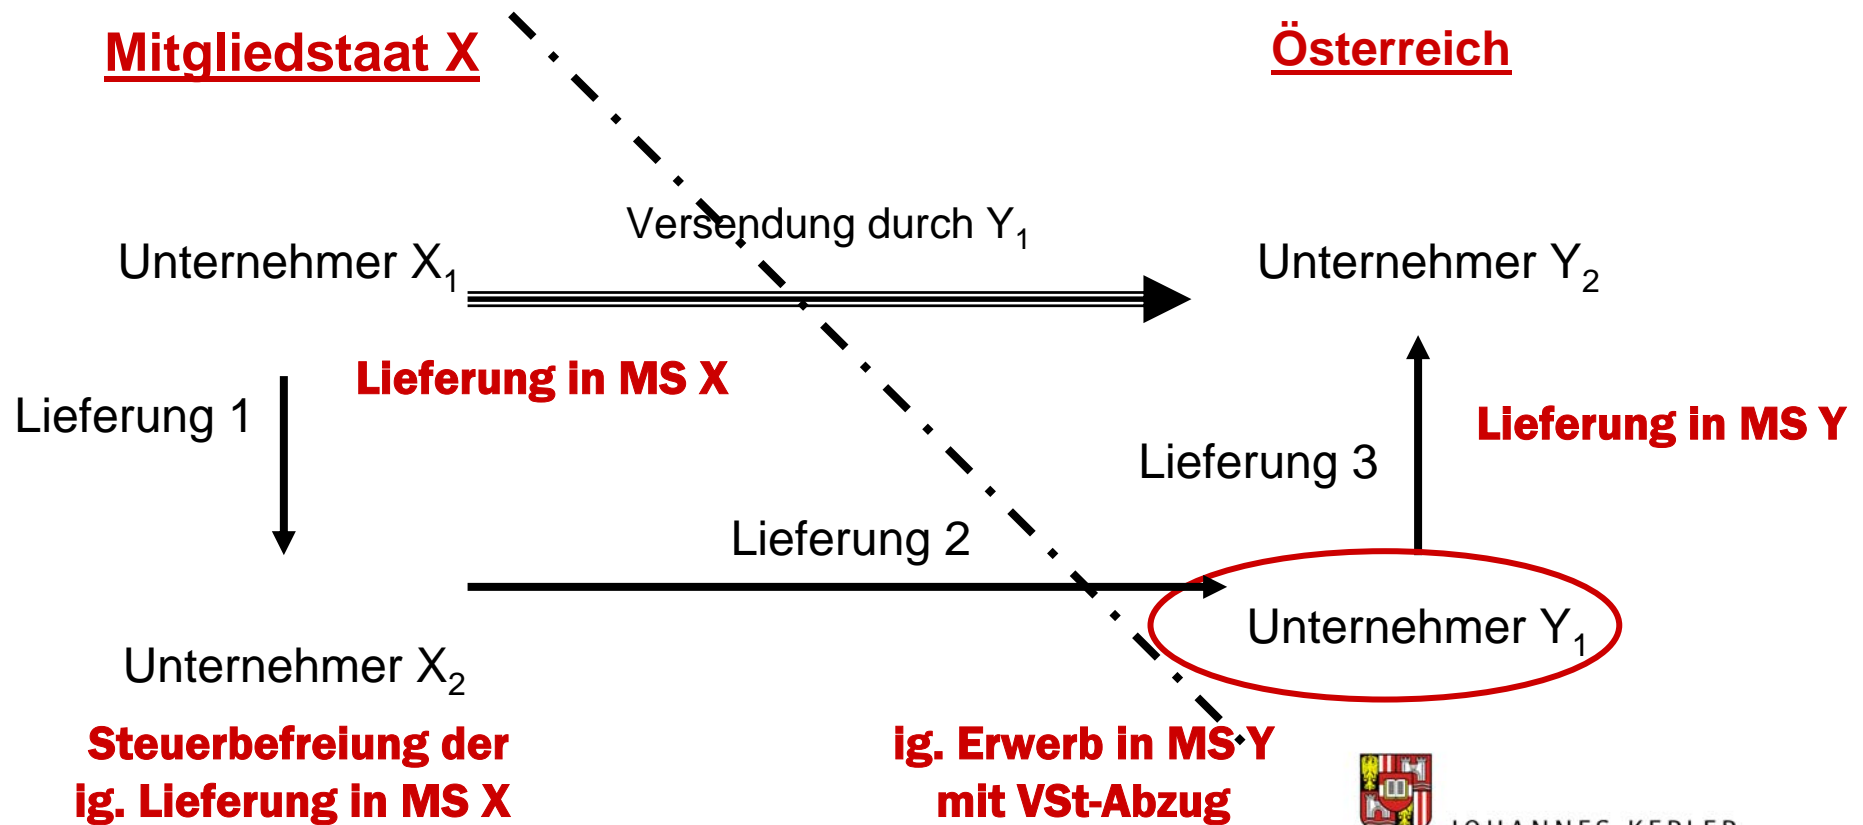 Mitgliedstaat X
Österreich
Versendung durch Y₁
Unternehmer X₁
Unternehmer Y₂
Lieferung in MS X
Lieferung 1
Lieferung in MS Y
Lieferung 3
Lieferung 2
Unternehmer Y₁
Unternehmer X₂
Steuerbefreiung der
ig. Lieferung in MS X
ig. Erwerb in MS Y
mit VSt-Abzug
JOHANNES KEPLER